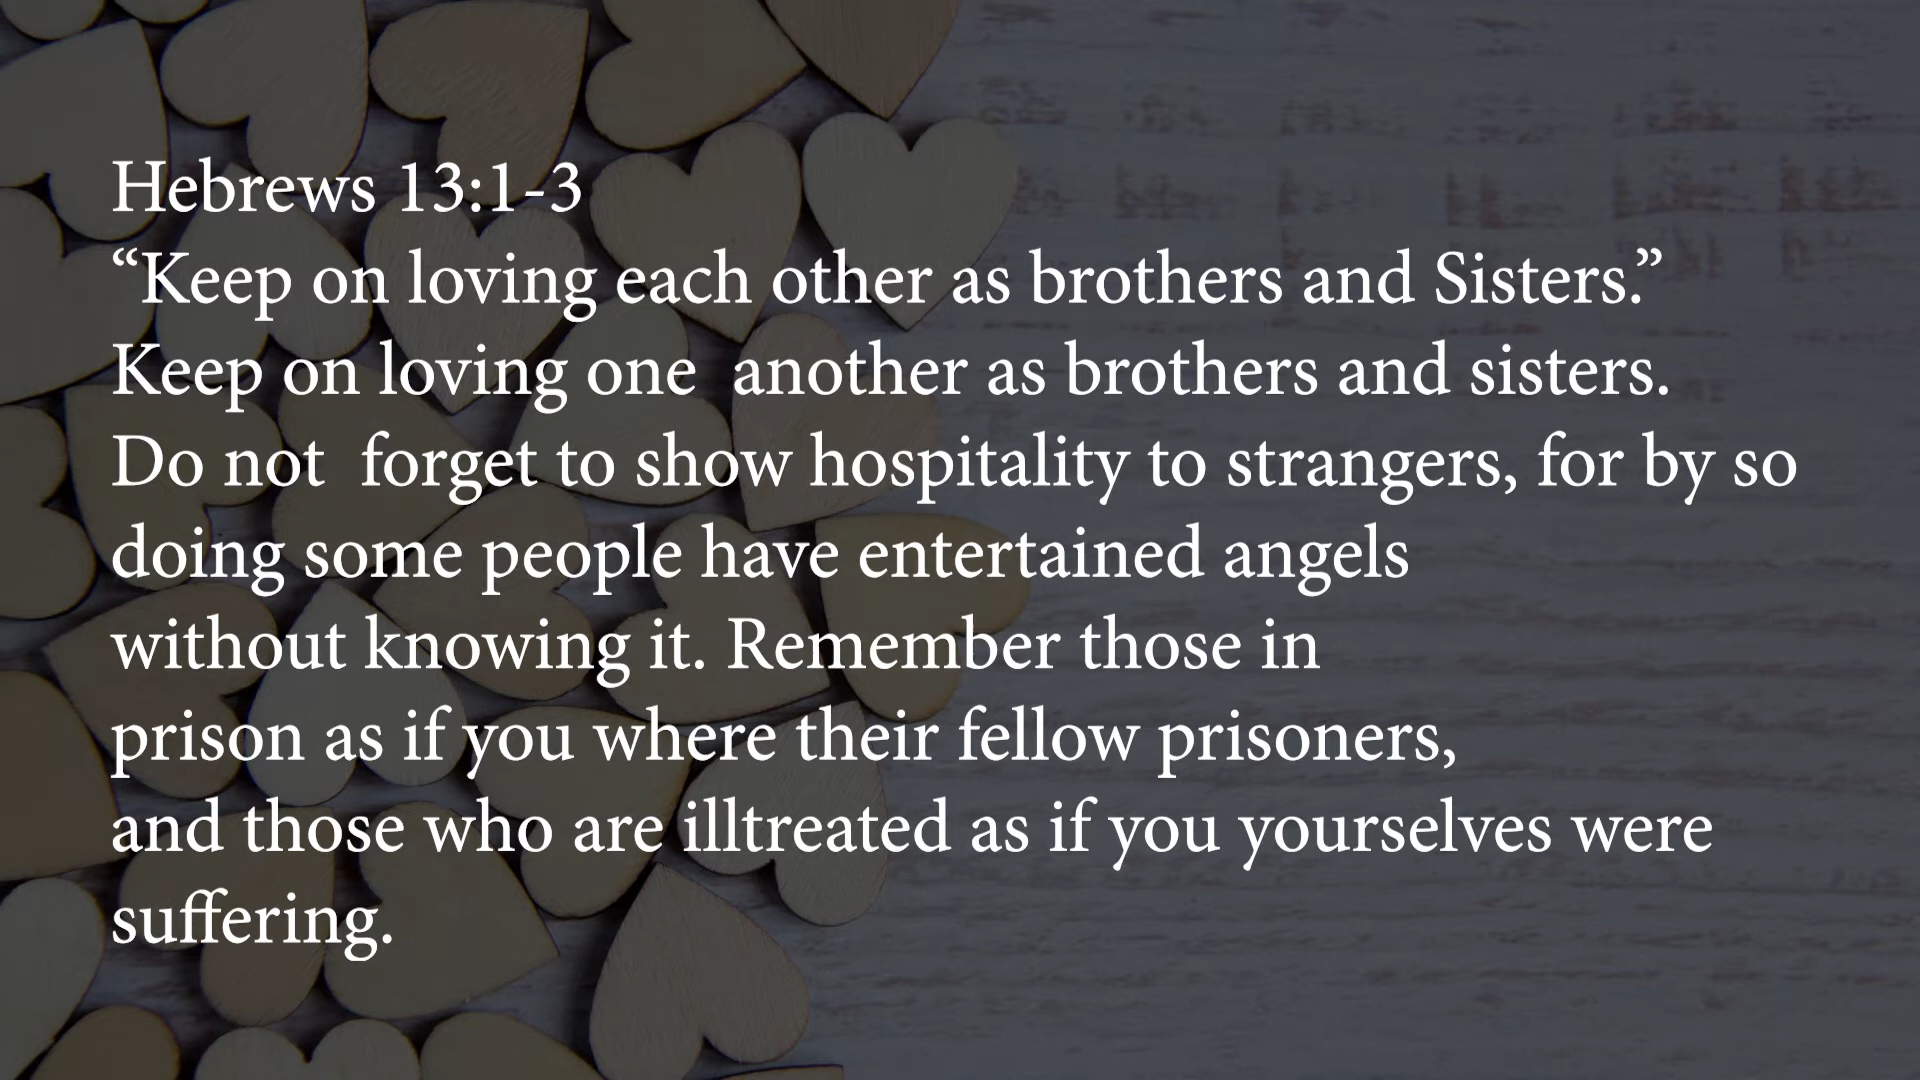 Hebrews 13:1-3
“Keep on loving each other as brothers and Sisters.”
Keep on loving one  another as brothers and sisters.
Do not  forget to show hospitality to strangers, for by so
doing some people have entertained angels
without knowing it. Remember those in
prison as if you where their fellow prisoners,
and those who are illtreated as if you yourselves were
suffering.